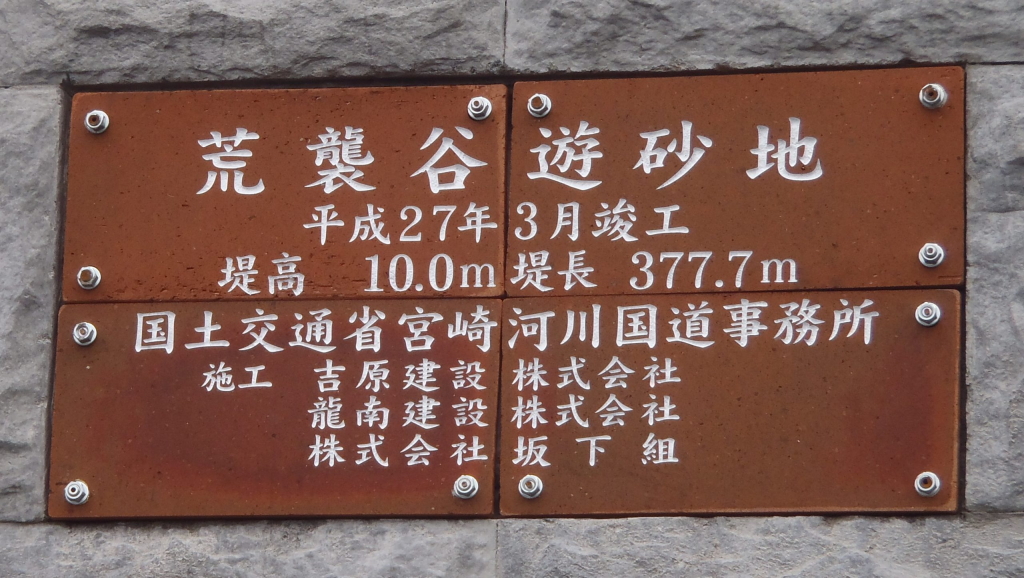 荒襲谷遊砂地
平成27年3月竣工
堤高 10.0m 堤長 377.7m
国土交通省宮崎河川国道事務所
施工 吉原建設株式会社
龍南建設株式会社
株式会社坂下組